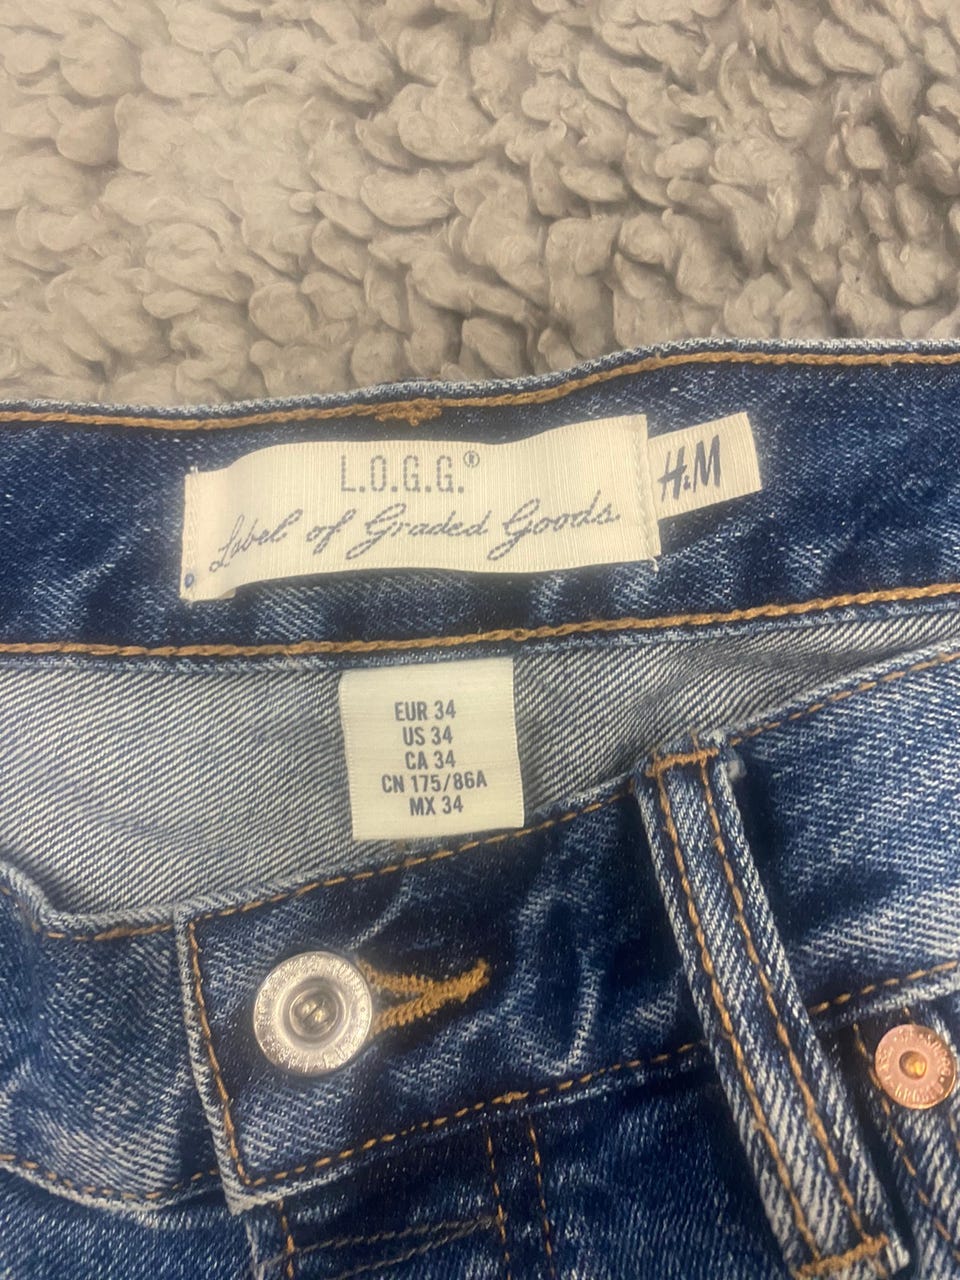 L.O.G.G.®
Label of Graded Goods.
H&M
EUR 34
US 34
CA 34
CN 175/86A
MX 34